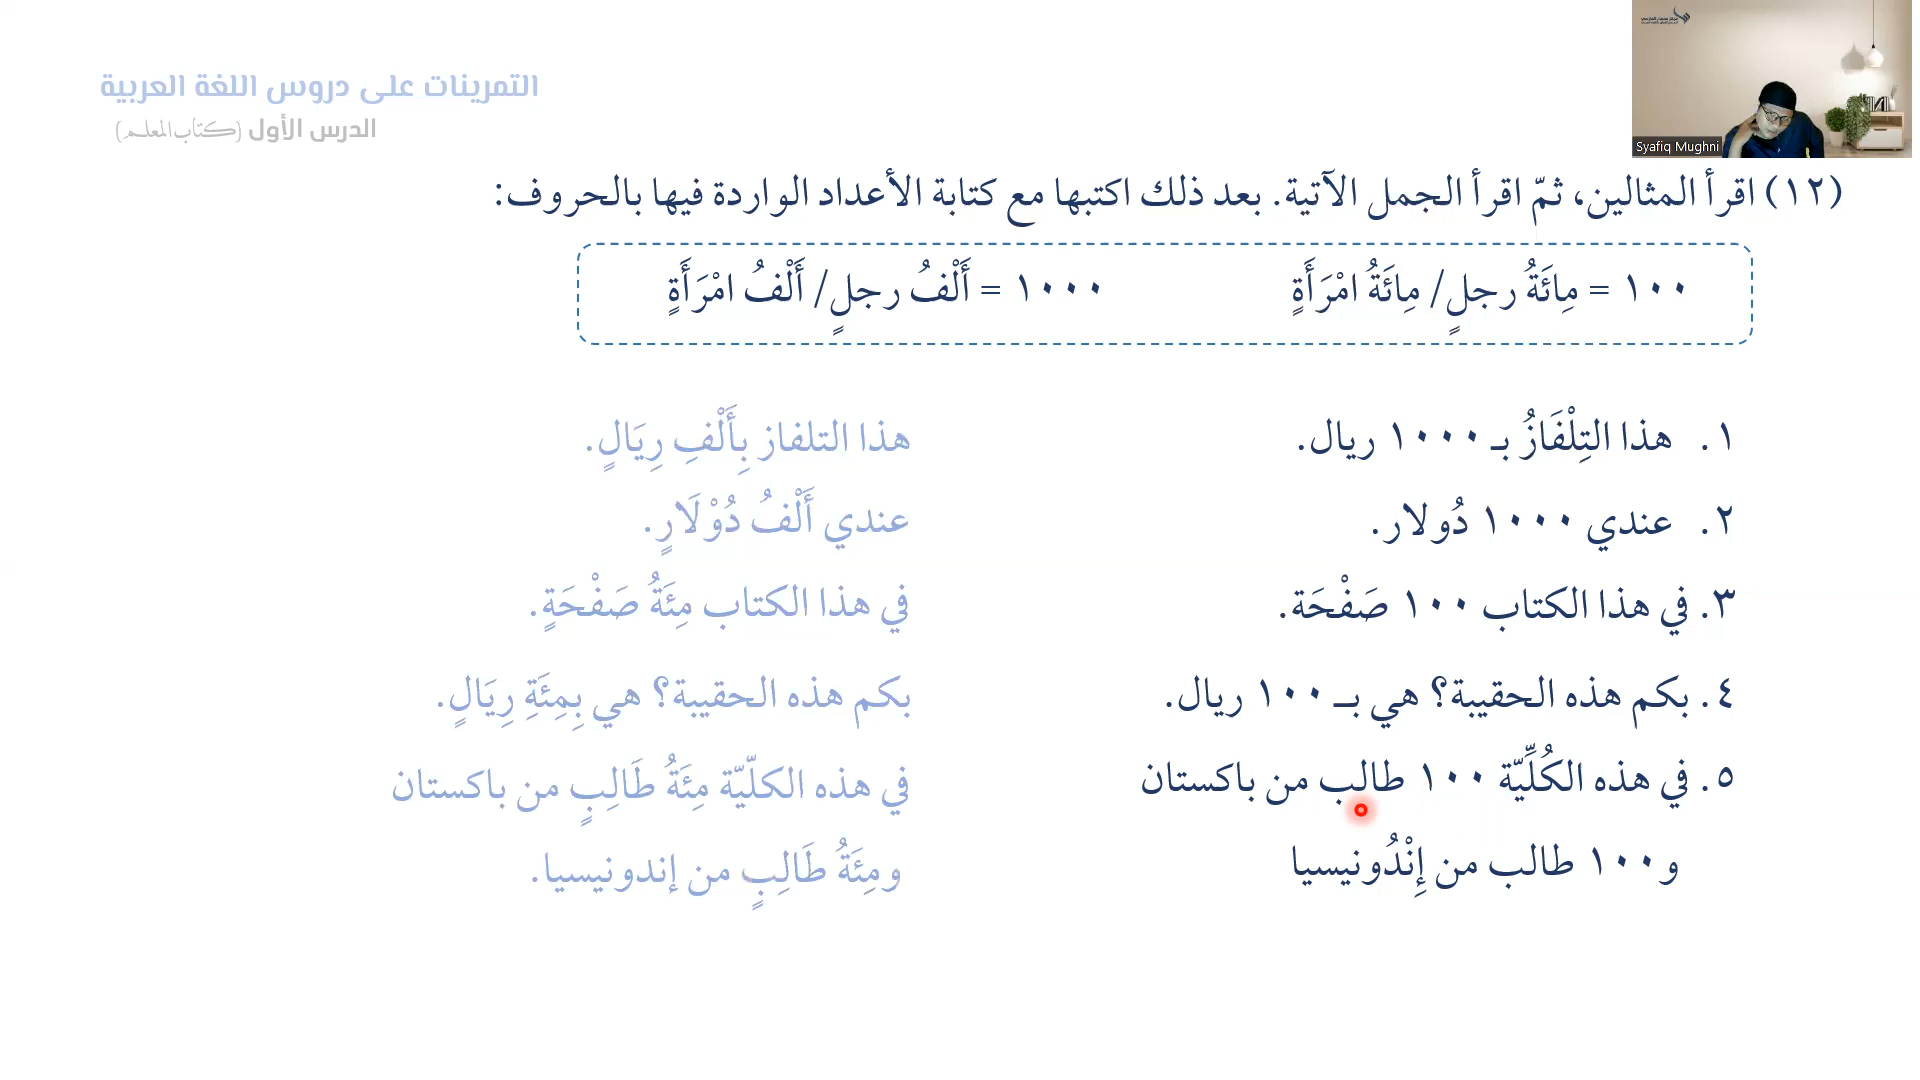 التمرينات على دروس اللغة العربية
الدرس الأول (كتاب المعلم)
Syafiq Mughni
(١٢) اقرأ المثالين، ثمّ اقرأ الجمل الآتية. بعد ذلك اكتبها مع كتابة الأعداد الواردة فيها بالحروف:
١٠٠ = مِائَةُ رجلٍ/ مِائَةُ امْرَأَةٍ
١٠٠٠ = أَلْفُ رجلٍ/ أَلْفُ امْرَأَةٍ
١. هذا التِلْفَازُ بـ ١٠٠٠ ريال.
هذا التلفاز بِأَلْفِ رِيَالٍ.
٢. عندي ١٠٠٠ دُولار.
عندي أَلْفُ دُوْلَارٍ.
٣. في هذا الكتاب ١٠٠ صَفْحَة.
في هذا الكتاب مِئَةُ صَفْحَةٍ.
٤. بكم هذه الحقيبة؟ هي بــ ١٠٠ ريال.
بكم هذه الحقيبة؟ هي بِمِئَةِ رِيَالٍ.
٥. في هذه الكُلِّيّة ١٠٠ طالب من باكستان
في هذه الكلّيّة مِئَةُ طَالِبٍ من باكستان
و١٠٠ طالب من إِنْدُونيسيا
ومِئَةُ طَالِبٍ من إندونيسيا.